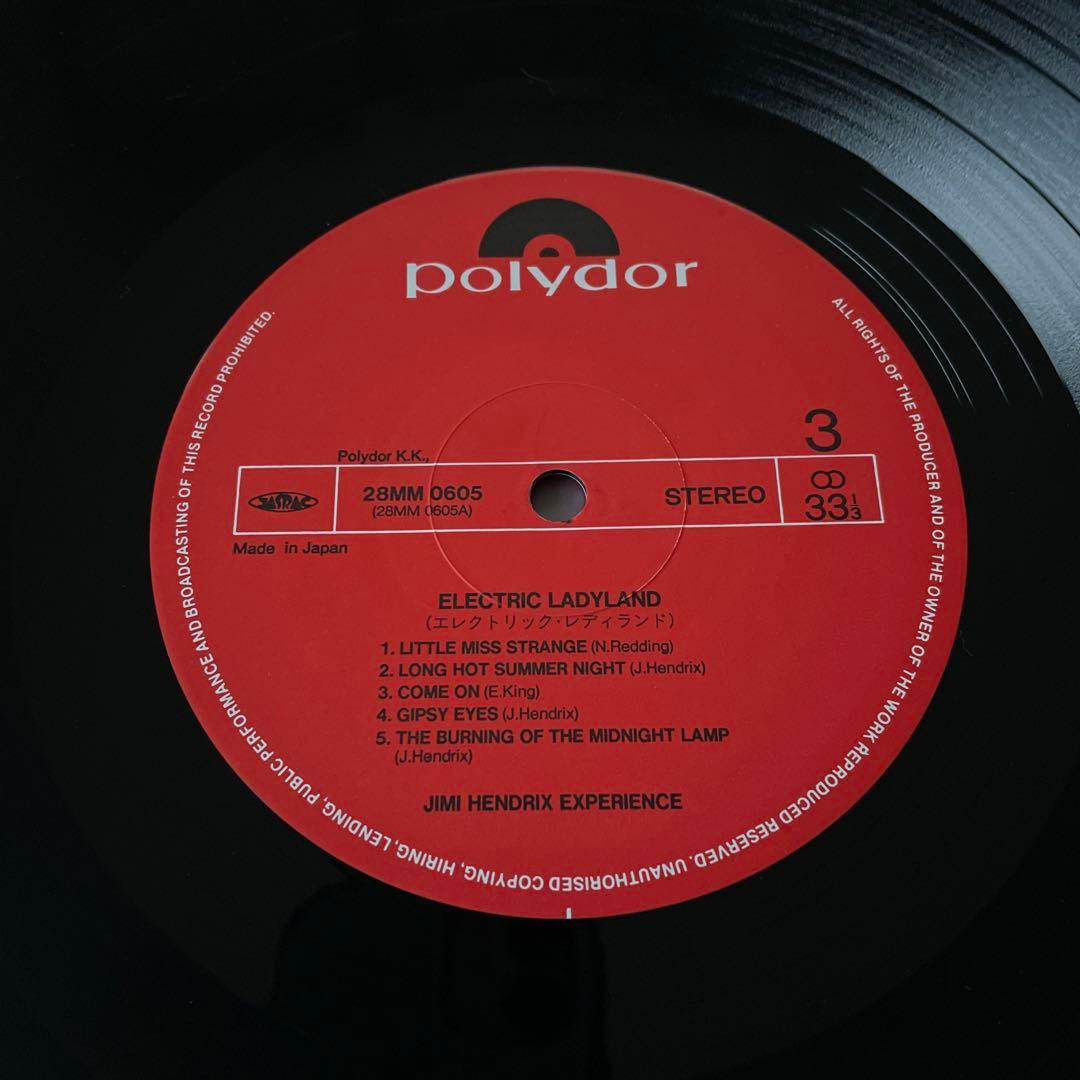 polydor
3
Polydor K.K.,
JASRAC
28MM 0605
(28MM 0605A)
STEREO
33 1/3
Made in Japan
ELECTRIC LADYLAND
(エレクトリック・レディランド)
1. LITTLE MISS STRANGE (N.Redding)
2. LONG HOT SUMMER NIGHT (J.Hendrix)
3. COME ON (E.King)
4. GIPSY EYES (J.Hendrix)
5. THE BURNING OF THE MIDNIGHT LAMP
(J.Hendrix)
JIMI HENDRIX EXPERIENCE
ALL RIGHTS OF THE PRODUCER AND OF THE OWNER OF THE WORK REPRODUCED RESERVED. UNAUTHORISED COPYING, HIRING, LENDING, PUBLIC PERFORMANCE AND BROADCASTING OF THIS RECORD PROHIBITED.